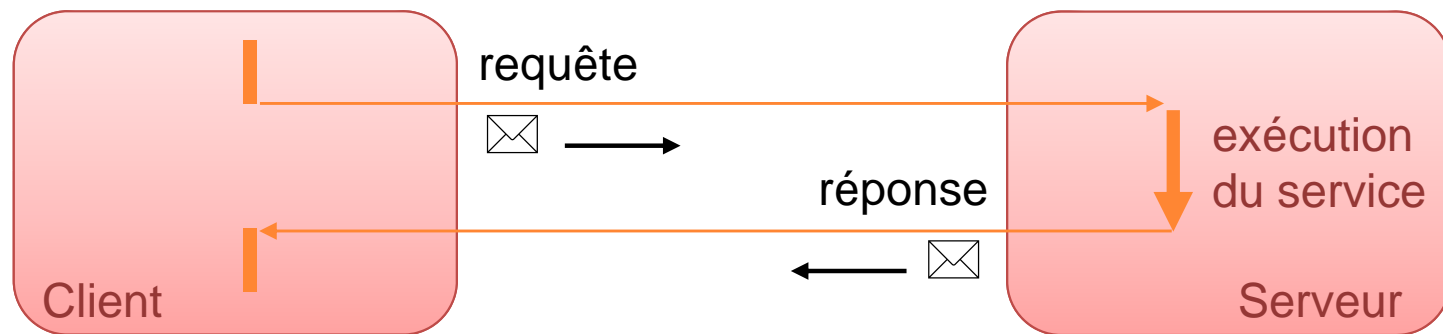 requête
exécution
du service
réponse
Client
Serveur